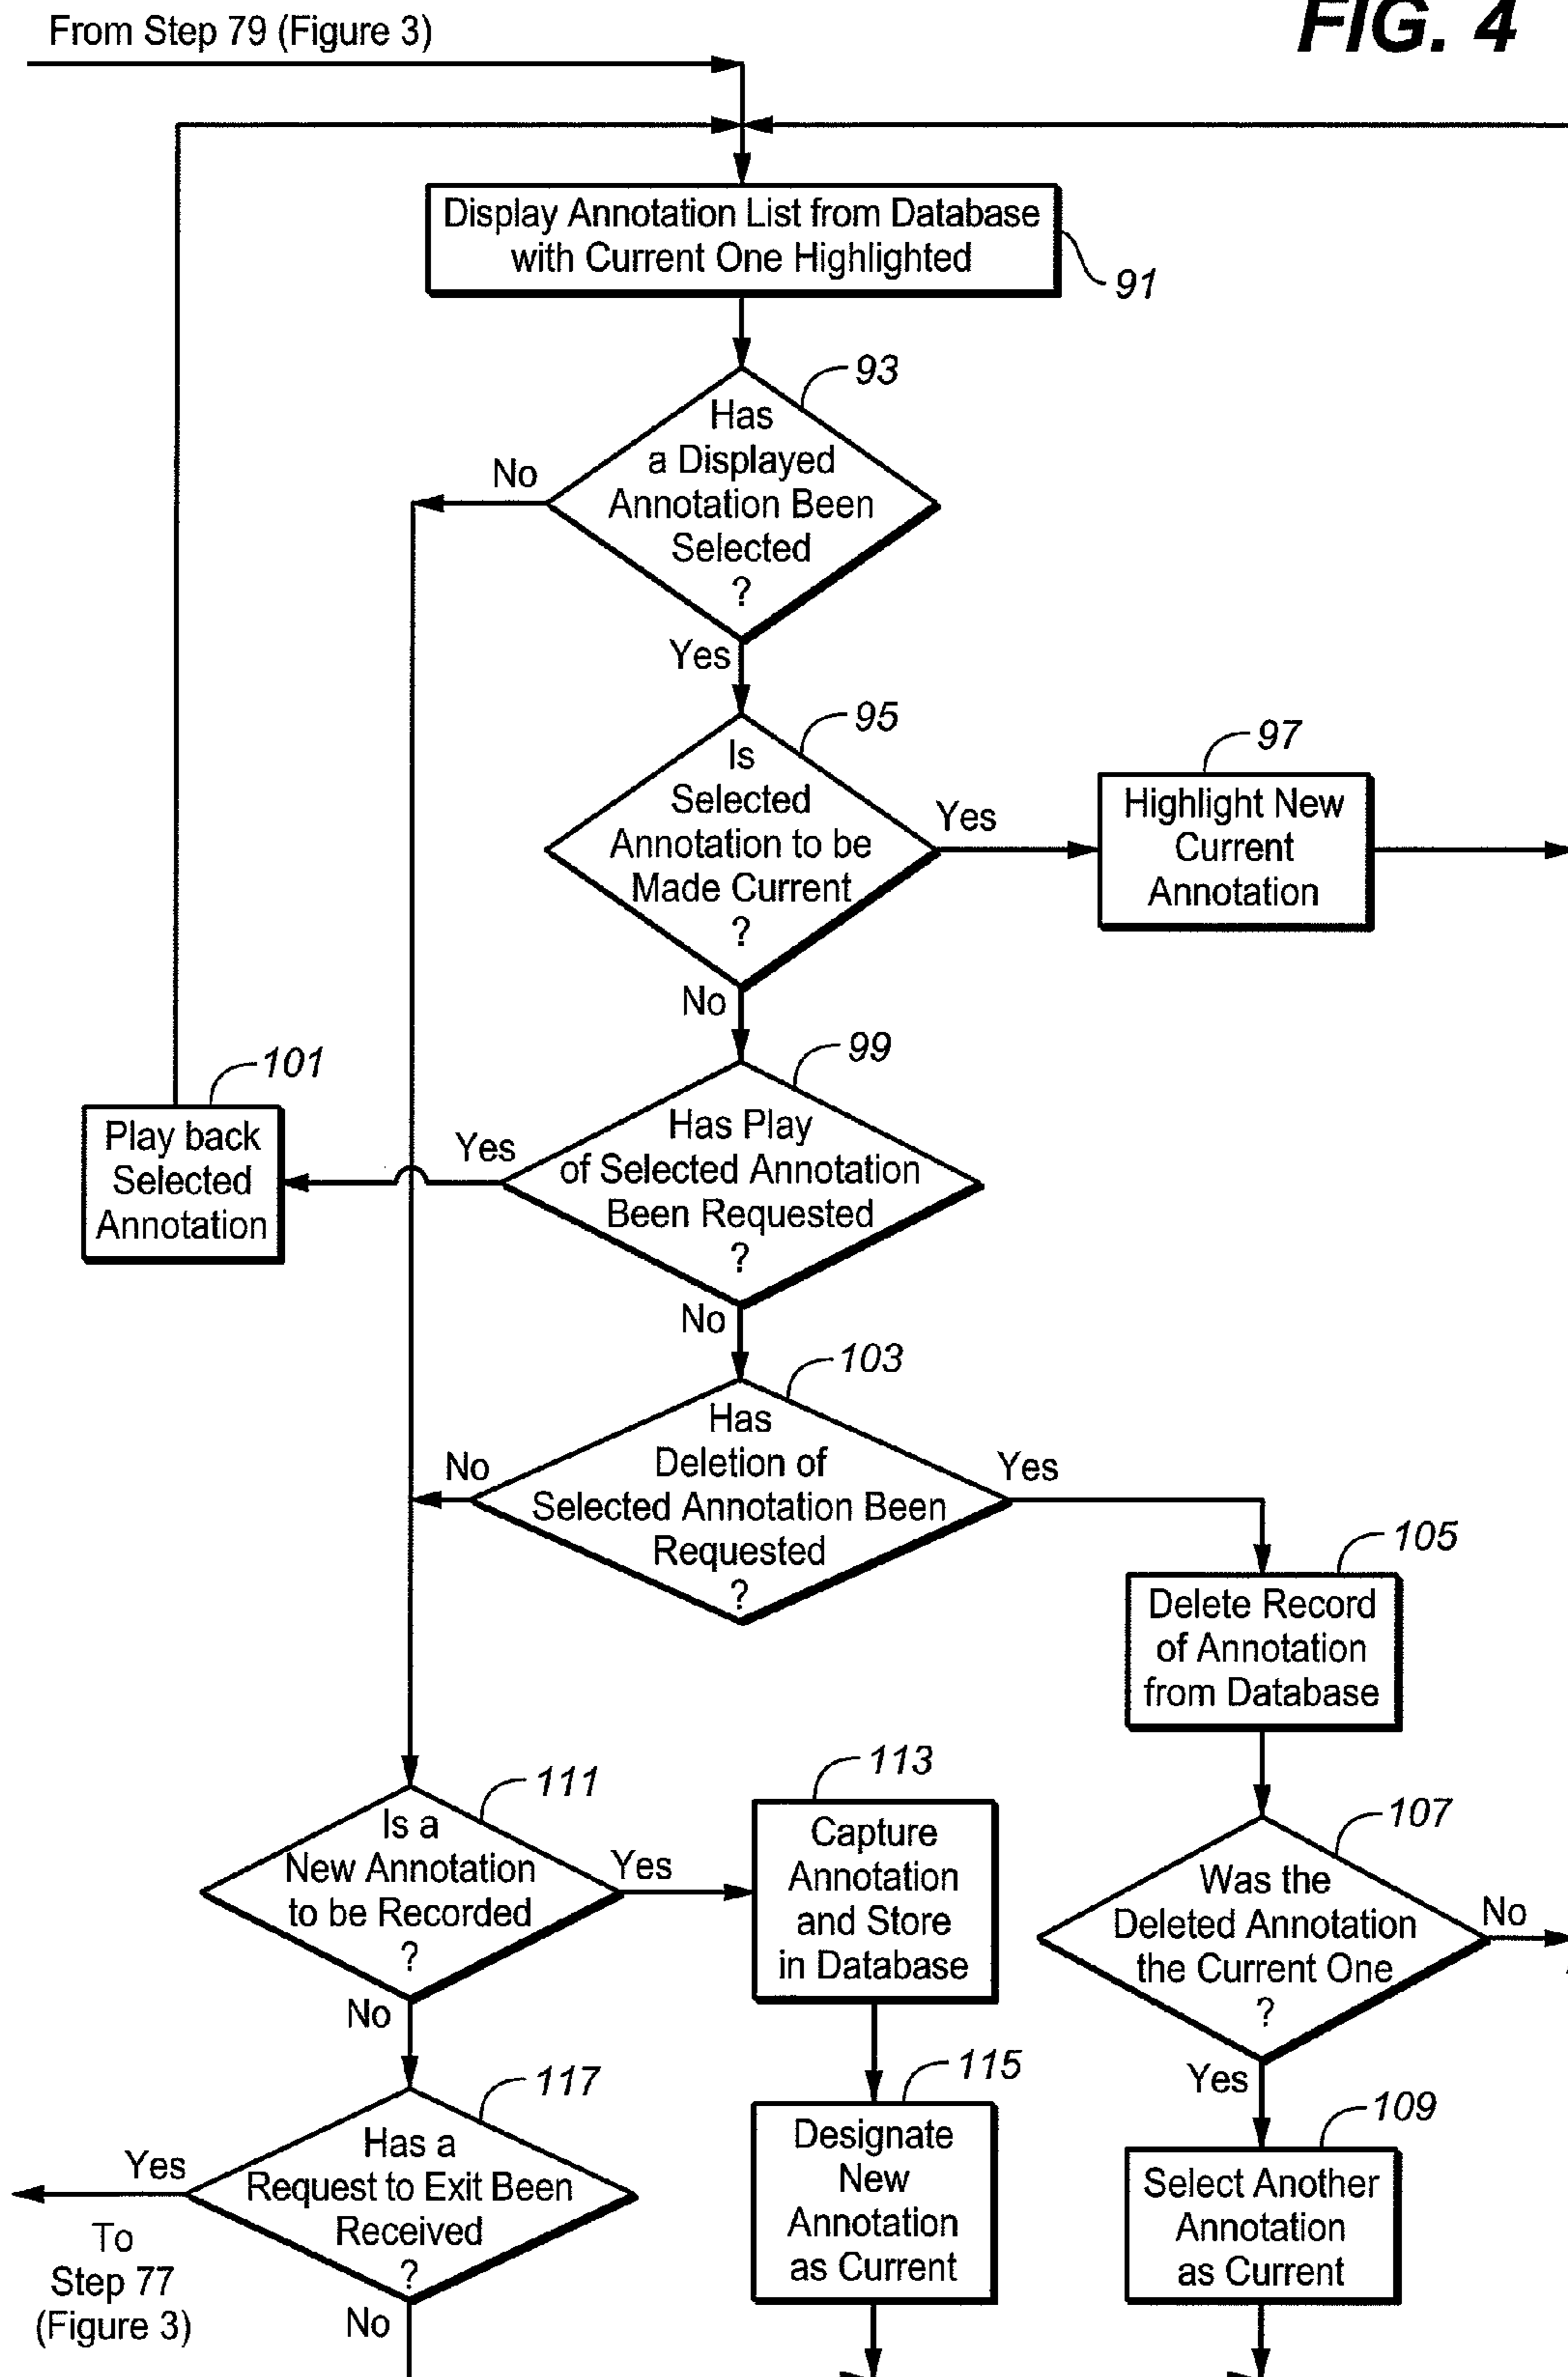 From Step 79 (Figure 3)
FIG. 4
Display Annotation List from Database
with Current One Highlighted
91
93
Has
a Displayed
Annotation Been
Selected
?
No
Yes
95
Is
Selected
Annotation to be
Made Current
?
Yes
97
Highlight New
Current
Annotation
No
99
Has Play
of Selected Annotation
Been Requested
?
Yes
101
Play back
Selected
Annotation
No
103
Has
Deletion of
Selected Annotation Been
Requested
?
No
Yes
105
Delete Record
of Annotation
from Database
107
Was the
Deleted Annotation
the Current One
?
No
Yes
109
Select Another
Annotation
as Current
111
Is a
New Annotation
to be Recorded
?
Yes
113
Capture
Annotation
and Store
in Database
115
Designate
New
Annotation
as Current
No
117
Has a
Request to Exit Been
Received
?
Yes
To
Step 77
(Figure 3)
No